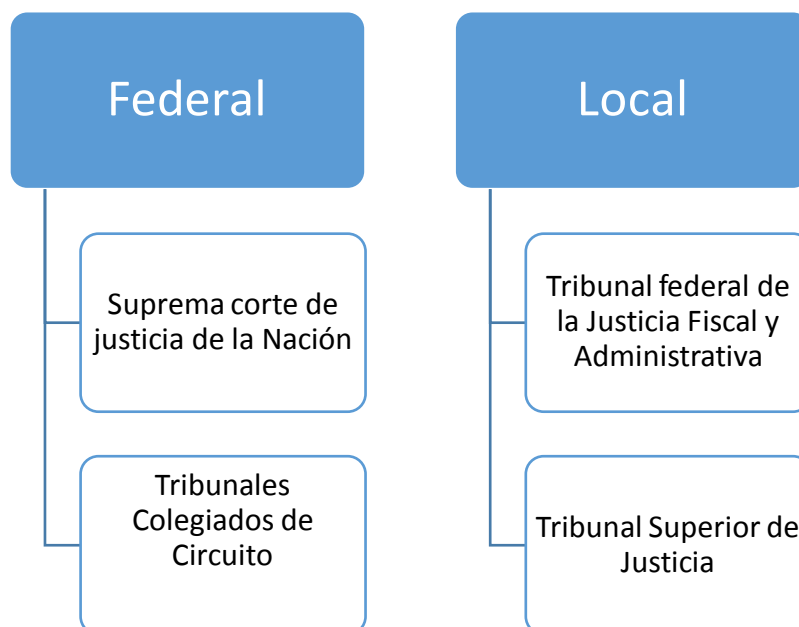 Federal
Suprema corte de
justicia de la Nación
Tribunales
Colegiados de
Circuito
Local
Tribunal federal de
la Justicia Fiscal y
Administrativa
Tribunal Superior de
Justicia